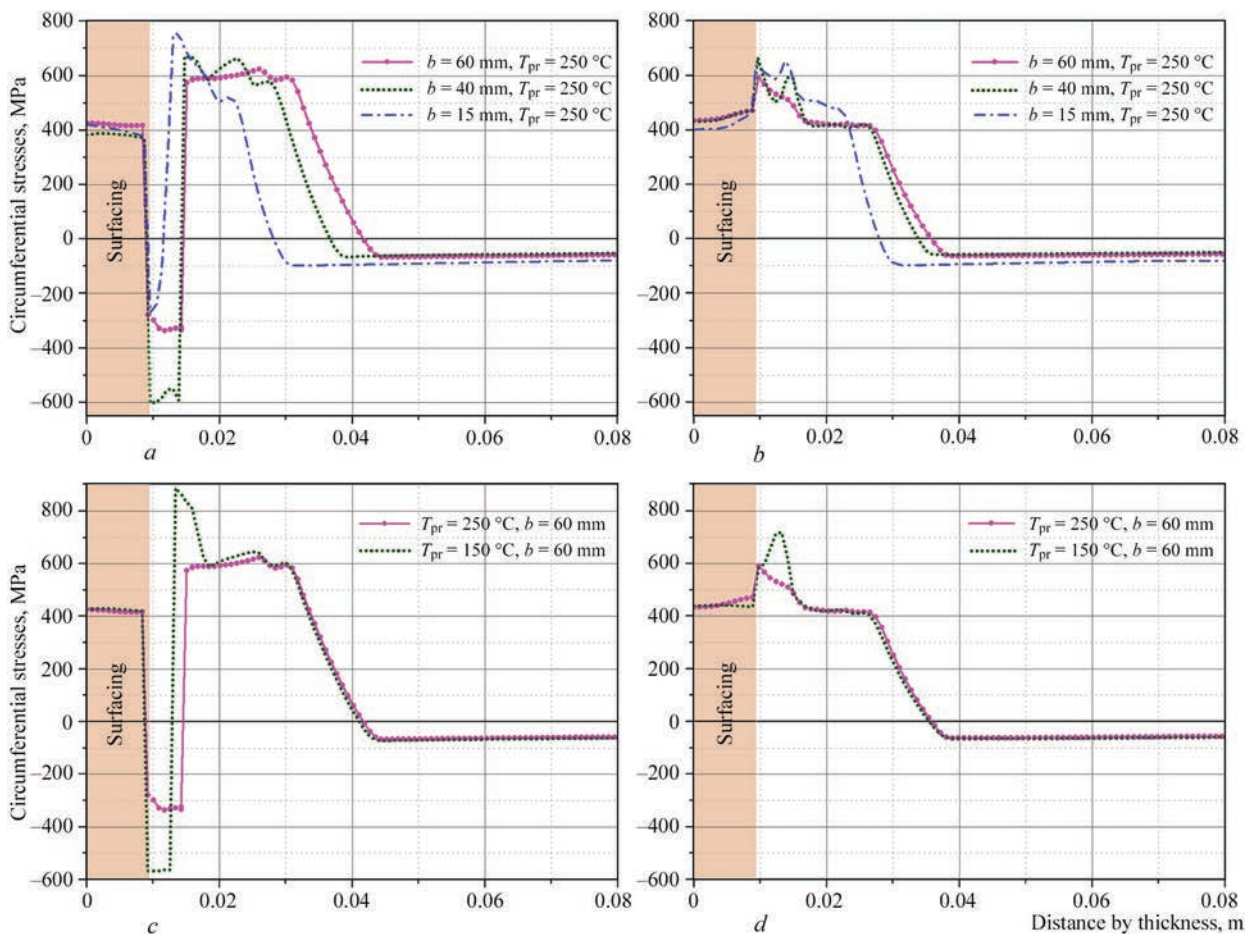 800
600
400
200
0
–200
–400
–600
Circumferential stresses, MPa
Surfacing
b = 60 mm, Tpr = 250 °C
b = 40 mm, Tpr = 250 °C
b = 15 mm, Tpr = 250 °C
0 0.02 0.04 0.06 0.08
a
800
600
400
200
0
–200
–400
–600
Surfacing
b = 60 mm, Tpr = 250 °C
b = 40 mm, Tpr = 250 °C
b = 15 mm, Tpr = 250 °C
0 0.02 0.04 0.06 0.08
b
800
600
400
200
0
–200
–400
–600
Circumferential stresses, MPa
Surfacing
Tpr = 250 °C, b = 60 mm
Tpr = 150 °C, b = 60 mm
0 0.02 0.04 0.06 0.08
c
800
600
400
200
0
–200
–400
–600
Surfacing
Tpr = 250 °C, b = 60 mm
Tpr = 150 °C, b = 60 mm
0 0.02 0.04 0.06 0.08
d
Distance by thickness, m